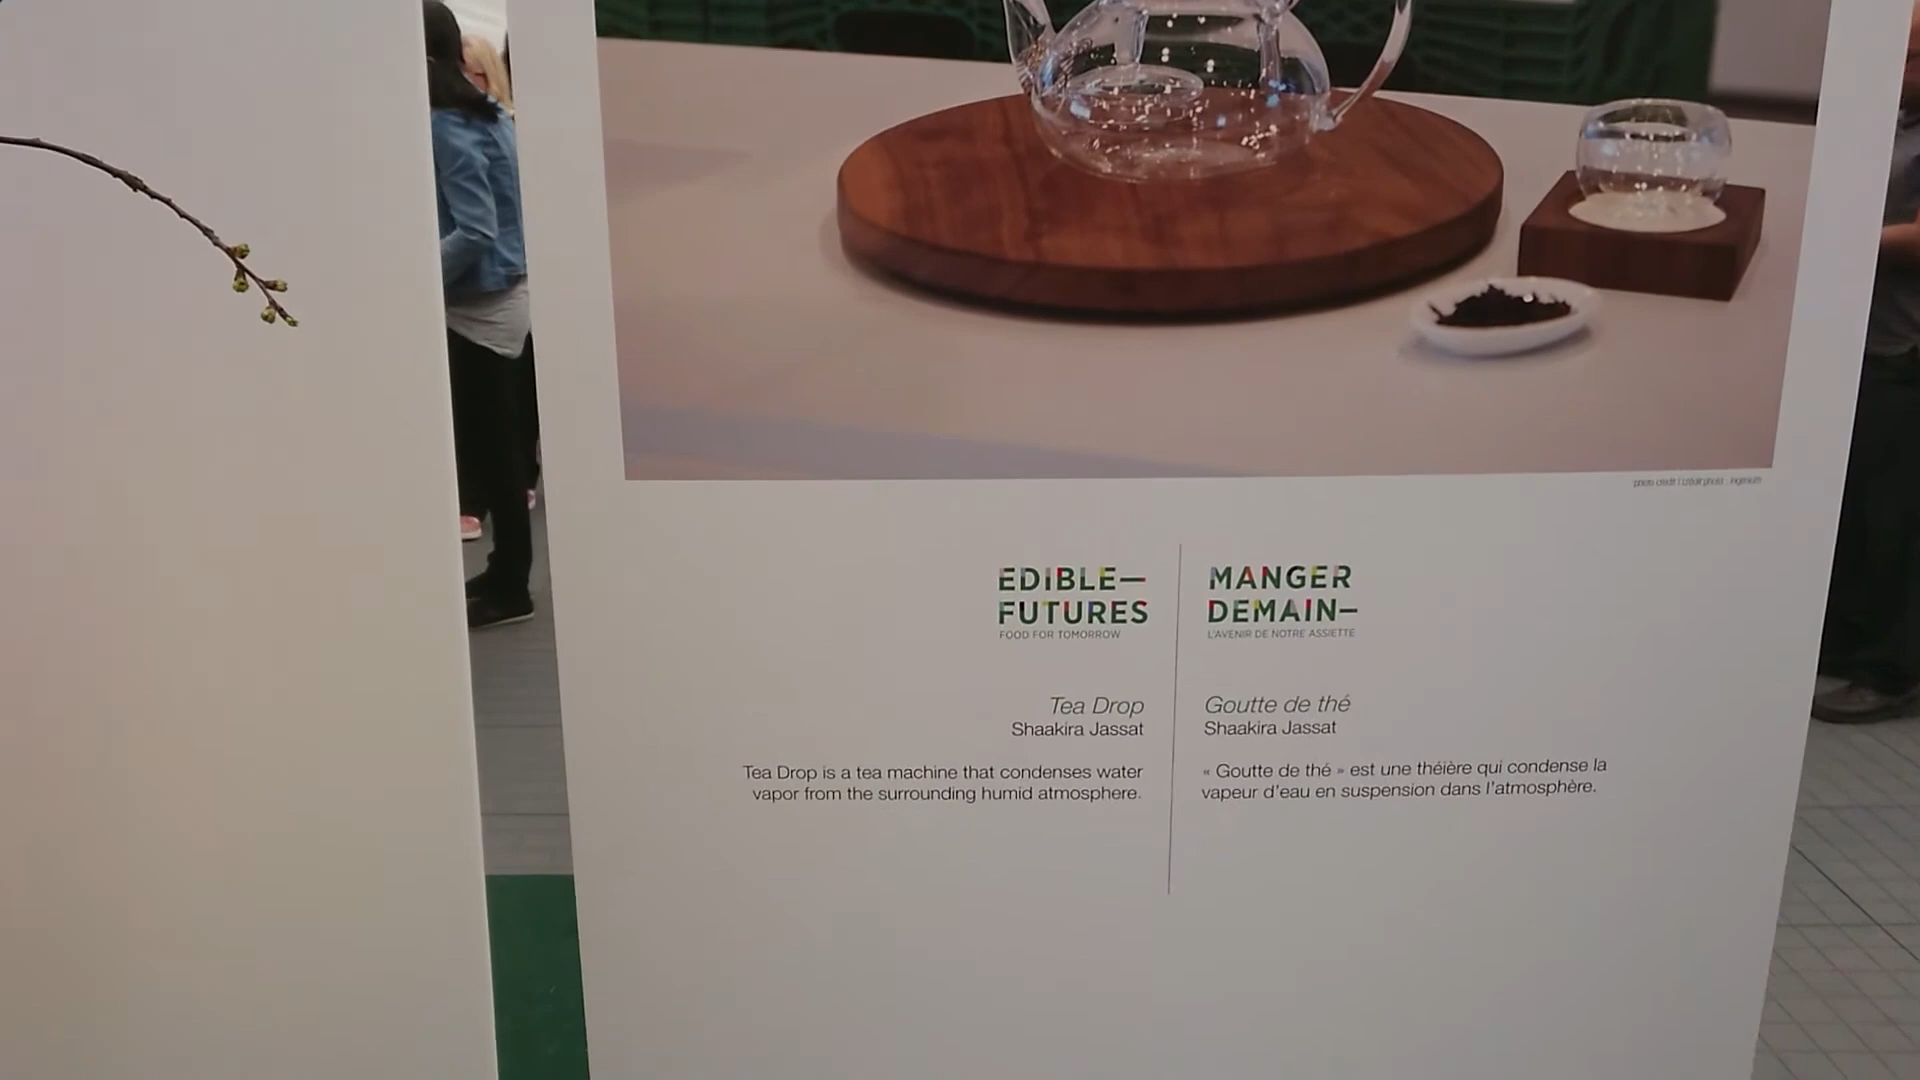 EDIBLE—
FUTURES
FOOD FOR TOMORROW
Tea Drop
Shaakira Jassat
Tea Drop is a tea machine that condenses water
vapor from the surrounding humid atmosphere.
MANGER
DEMAIN—
L'AVENIR DE NOTRE ASSIETTE
Goutte de thé
Shaakira Jassat
« Goutte de thé » est une théière qui condense la
vapeur d'eau en suspension dans l'atmosphère.